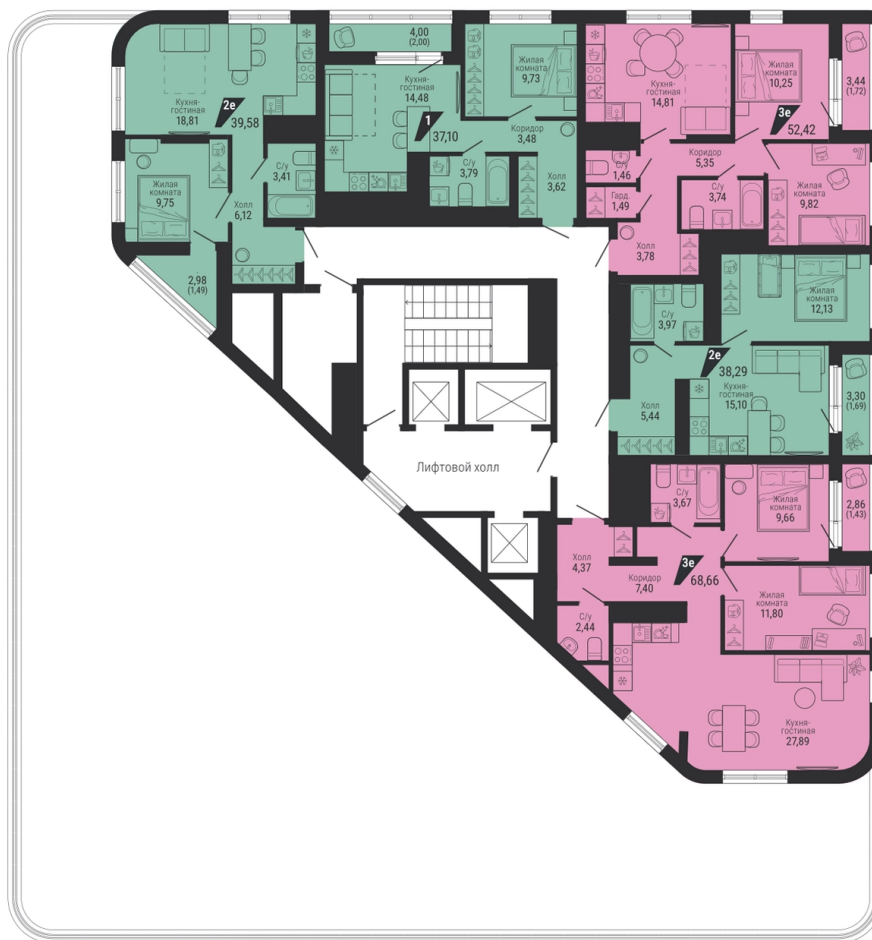 4,00
(2,00)
Кухня-
гостиная
18,81
2е
39,58
С/у
3,41
Жилая
комната
9,75
Холл
6,12
2,98
(1,49)
Кухня-
гостиная
14,48
1
37,10
Жилая
комната
9,73
Коридор
3,48
С/у
3,79
Холл
3,62
Кухня-
гостиная
14,81
Жилая
комната
10,25
3,44
(1,72)
3е
52,42
Коридор
5,35
С/у
1,46
Гард.
1,49
С/у
3,74
Жилая
комната
9,82
Холл
3,78
Жилая
комната
12,13
С/у
3,97
2е
38,29
Кухня-
гостиная
15,10
Холл
5,44
3,30
(1,69)
Лифтовой холл
С/у
3,67
Жилая
комната
9,66
2,86
(1,43)
Холл
4,37
Коридор
7,40
3е
68,66
Жилая
комната
11,80
С/у
2,44
Кухня-
гостиная
27,89